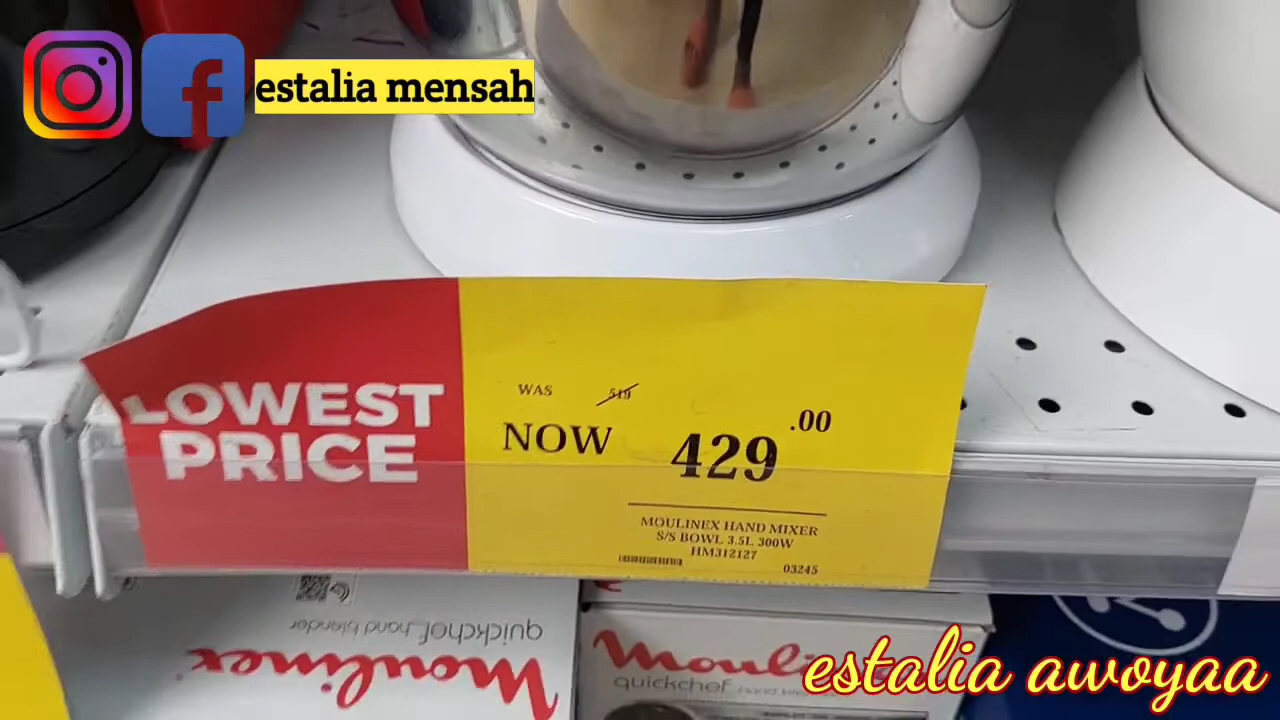 estalia mensah
LOWEST
PRICE
WAS 519
NOW 429.00
MOULINEX HAND MIXER
S/S BOWL 3.5L 300W
HM312127
03245
quickchef hand blender
Moulinex
Moul
quickchef
estalia awoyaa